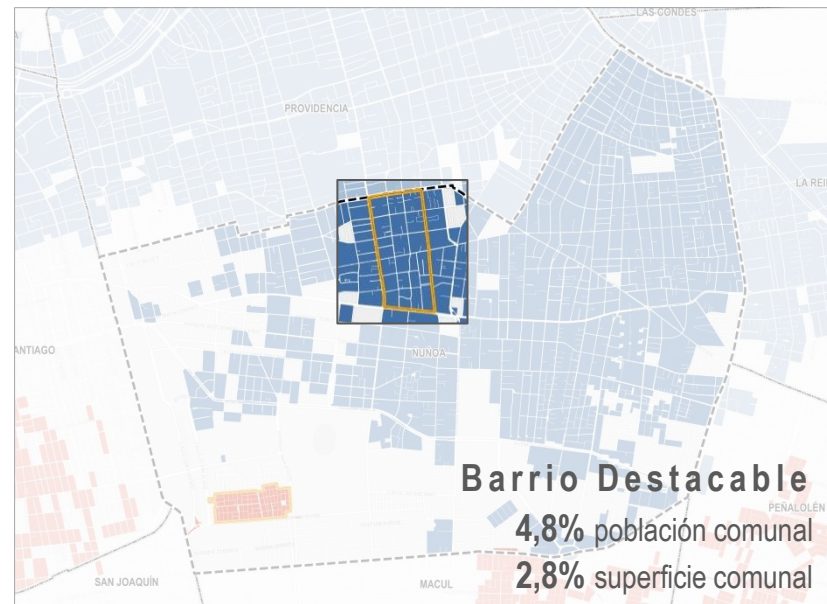 LAS CONDES
PROVIDENCIA
LA REI
ANTIAGO
ÑUÑOA
Barrio Destacable
PEÑALOLÉN
4,8% población comunal
2,8% superficie comunal
SAN JOAQUÍN
MACUL